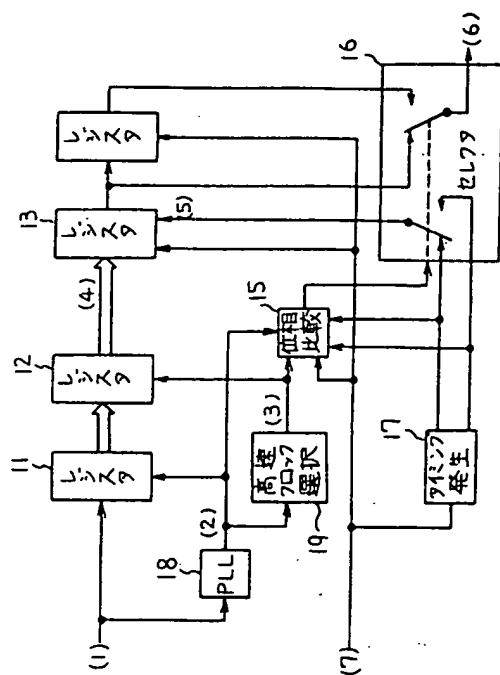 11
レジスタ
12
レジスタ
(4)
13
レジスタ
レジスタ
(5)
(1)
18
PLL
(2)
高速
クロック
選択
19
(3)
15
位相
比較
16
セレクタ
(6)
17
タイミング
発生
(7)